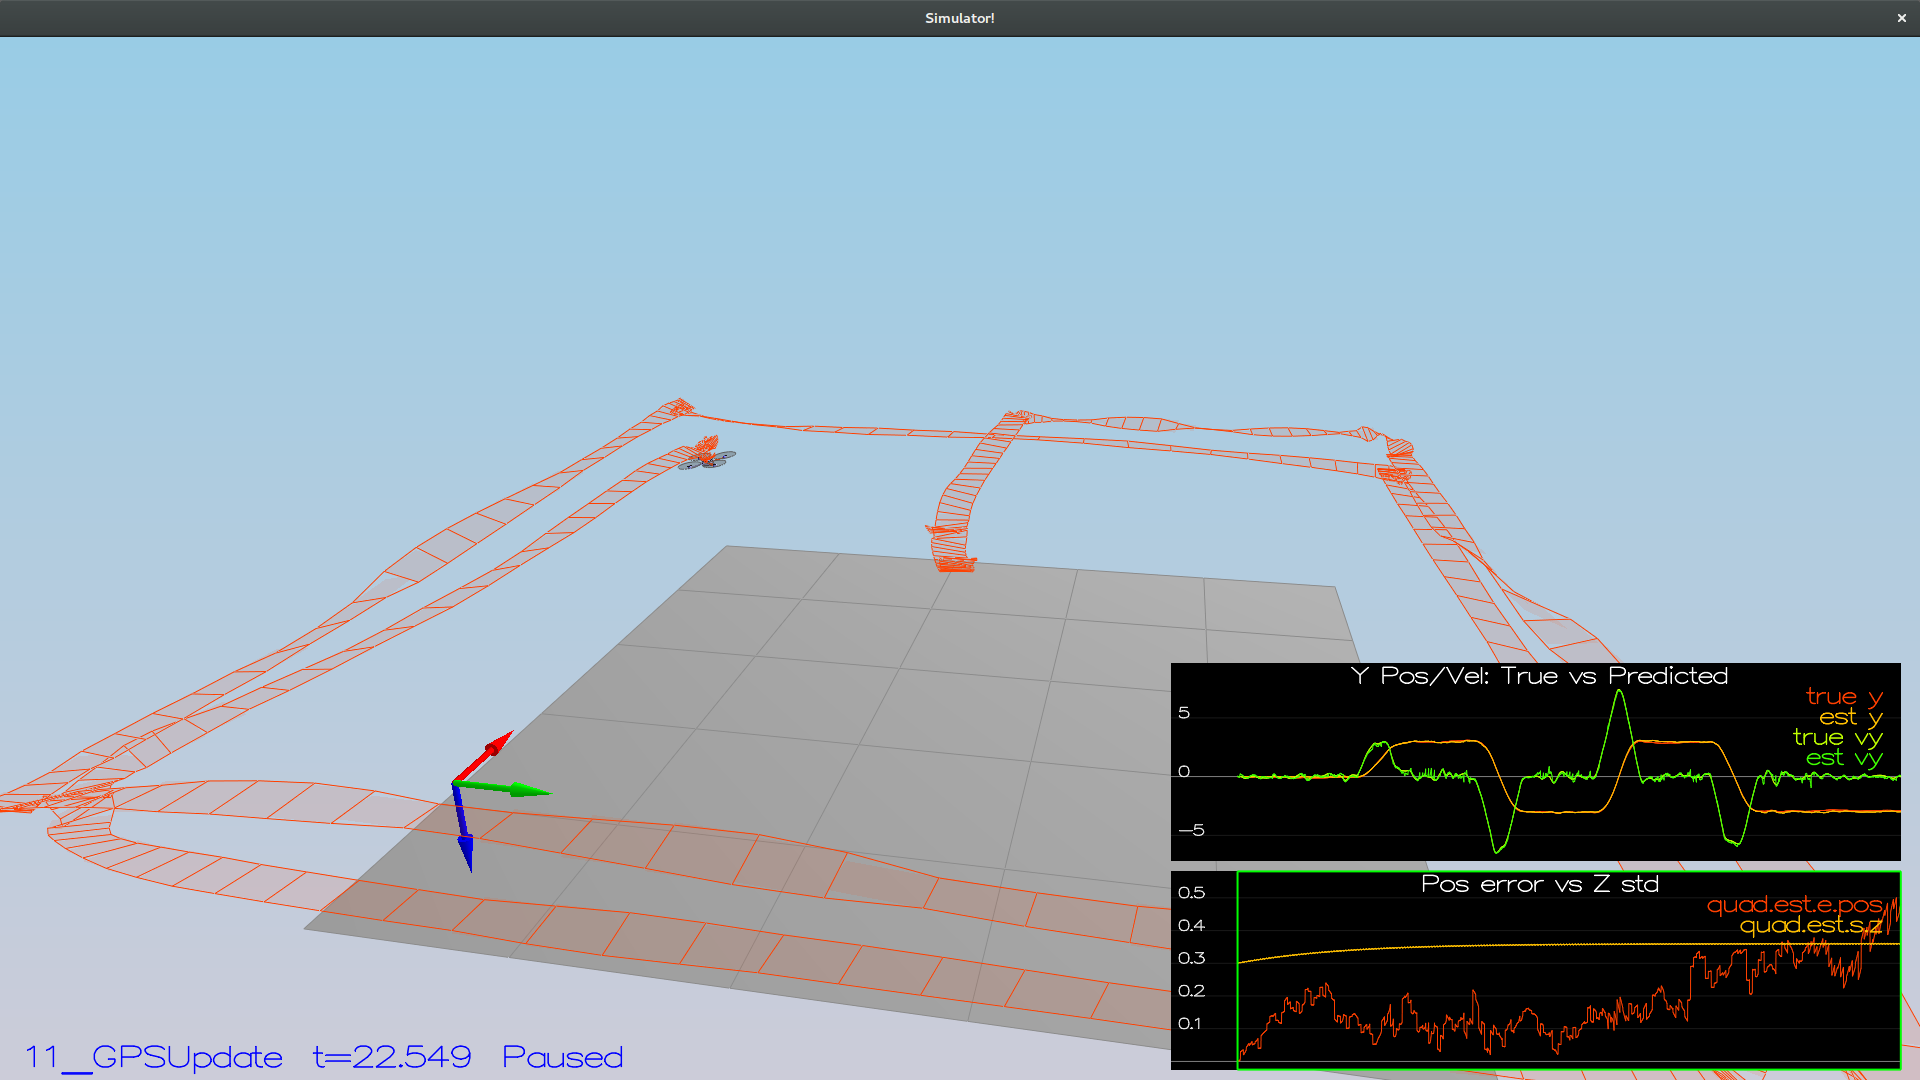 Simulator!
Y Pos/Vel: True vs Predicted
5
0
−5
true y
est y
true vy
est vy
Pos error vs Z std
0.5
0.4
0.3
0.2
0.1
quad.est.e.pos
quad.est.s.z
11__GPSUpdate t=22.549 Paused